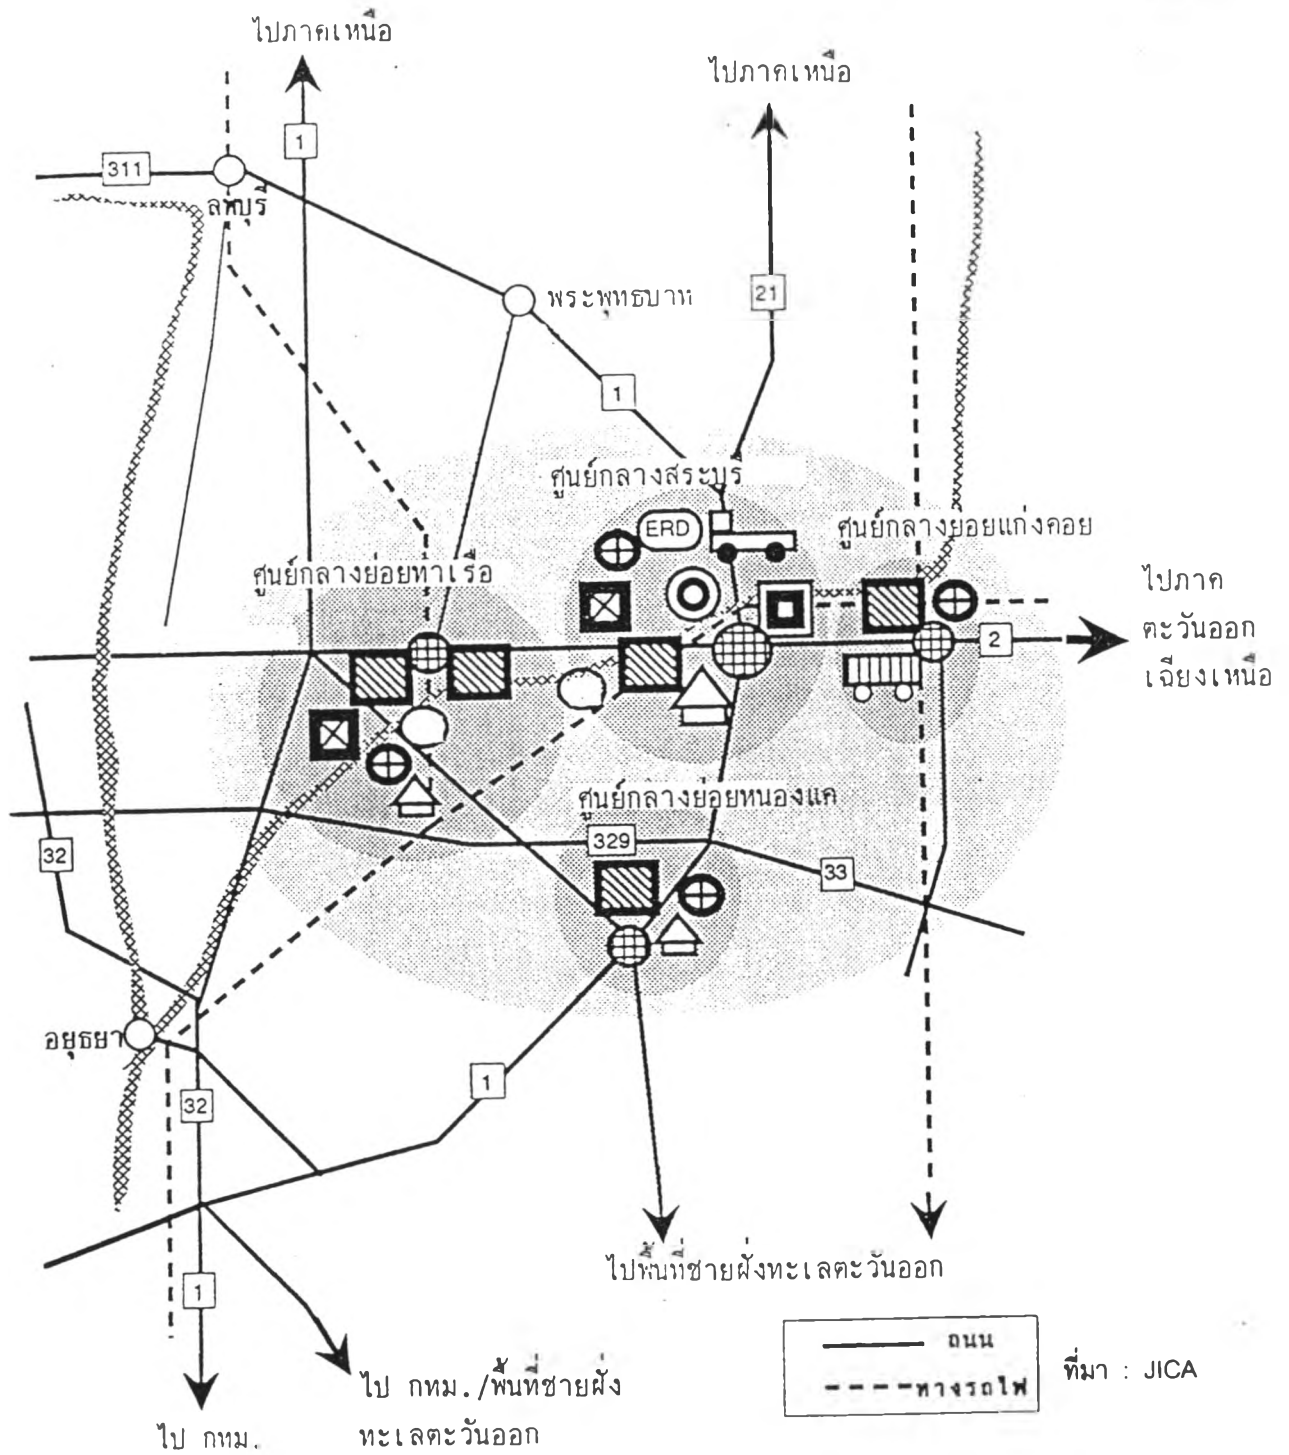 ไปภาคเหนือ
ไปภาคเหนือ
1
311
ลพบุรี
21
พระพุทธบาท
1
ศูนย์กลางสระบุรี
ERD
ศูนย์กลางย่อยแก่งคอย
ศูนย์กลางย่อยท่าเรือ
ไปภาค
ตะวันออก
เฉียงเหนือ
2
ศูนย์กลางย่อยหนองแค
329
32
33
อยุธยา
1
32
ไปพื้นที่ชายฝั่งทะเลตะวันออก
1
ถนน
ทางรถไฟ
ที่มา : JICA
ไป กทม./พื้นที่ชายฝั่ง
ทะเลตะวันออก
ไป กทม.